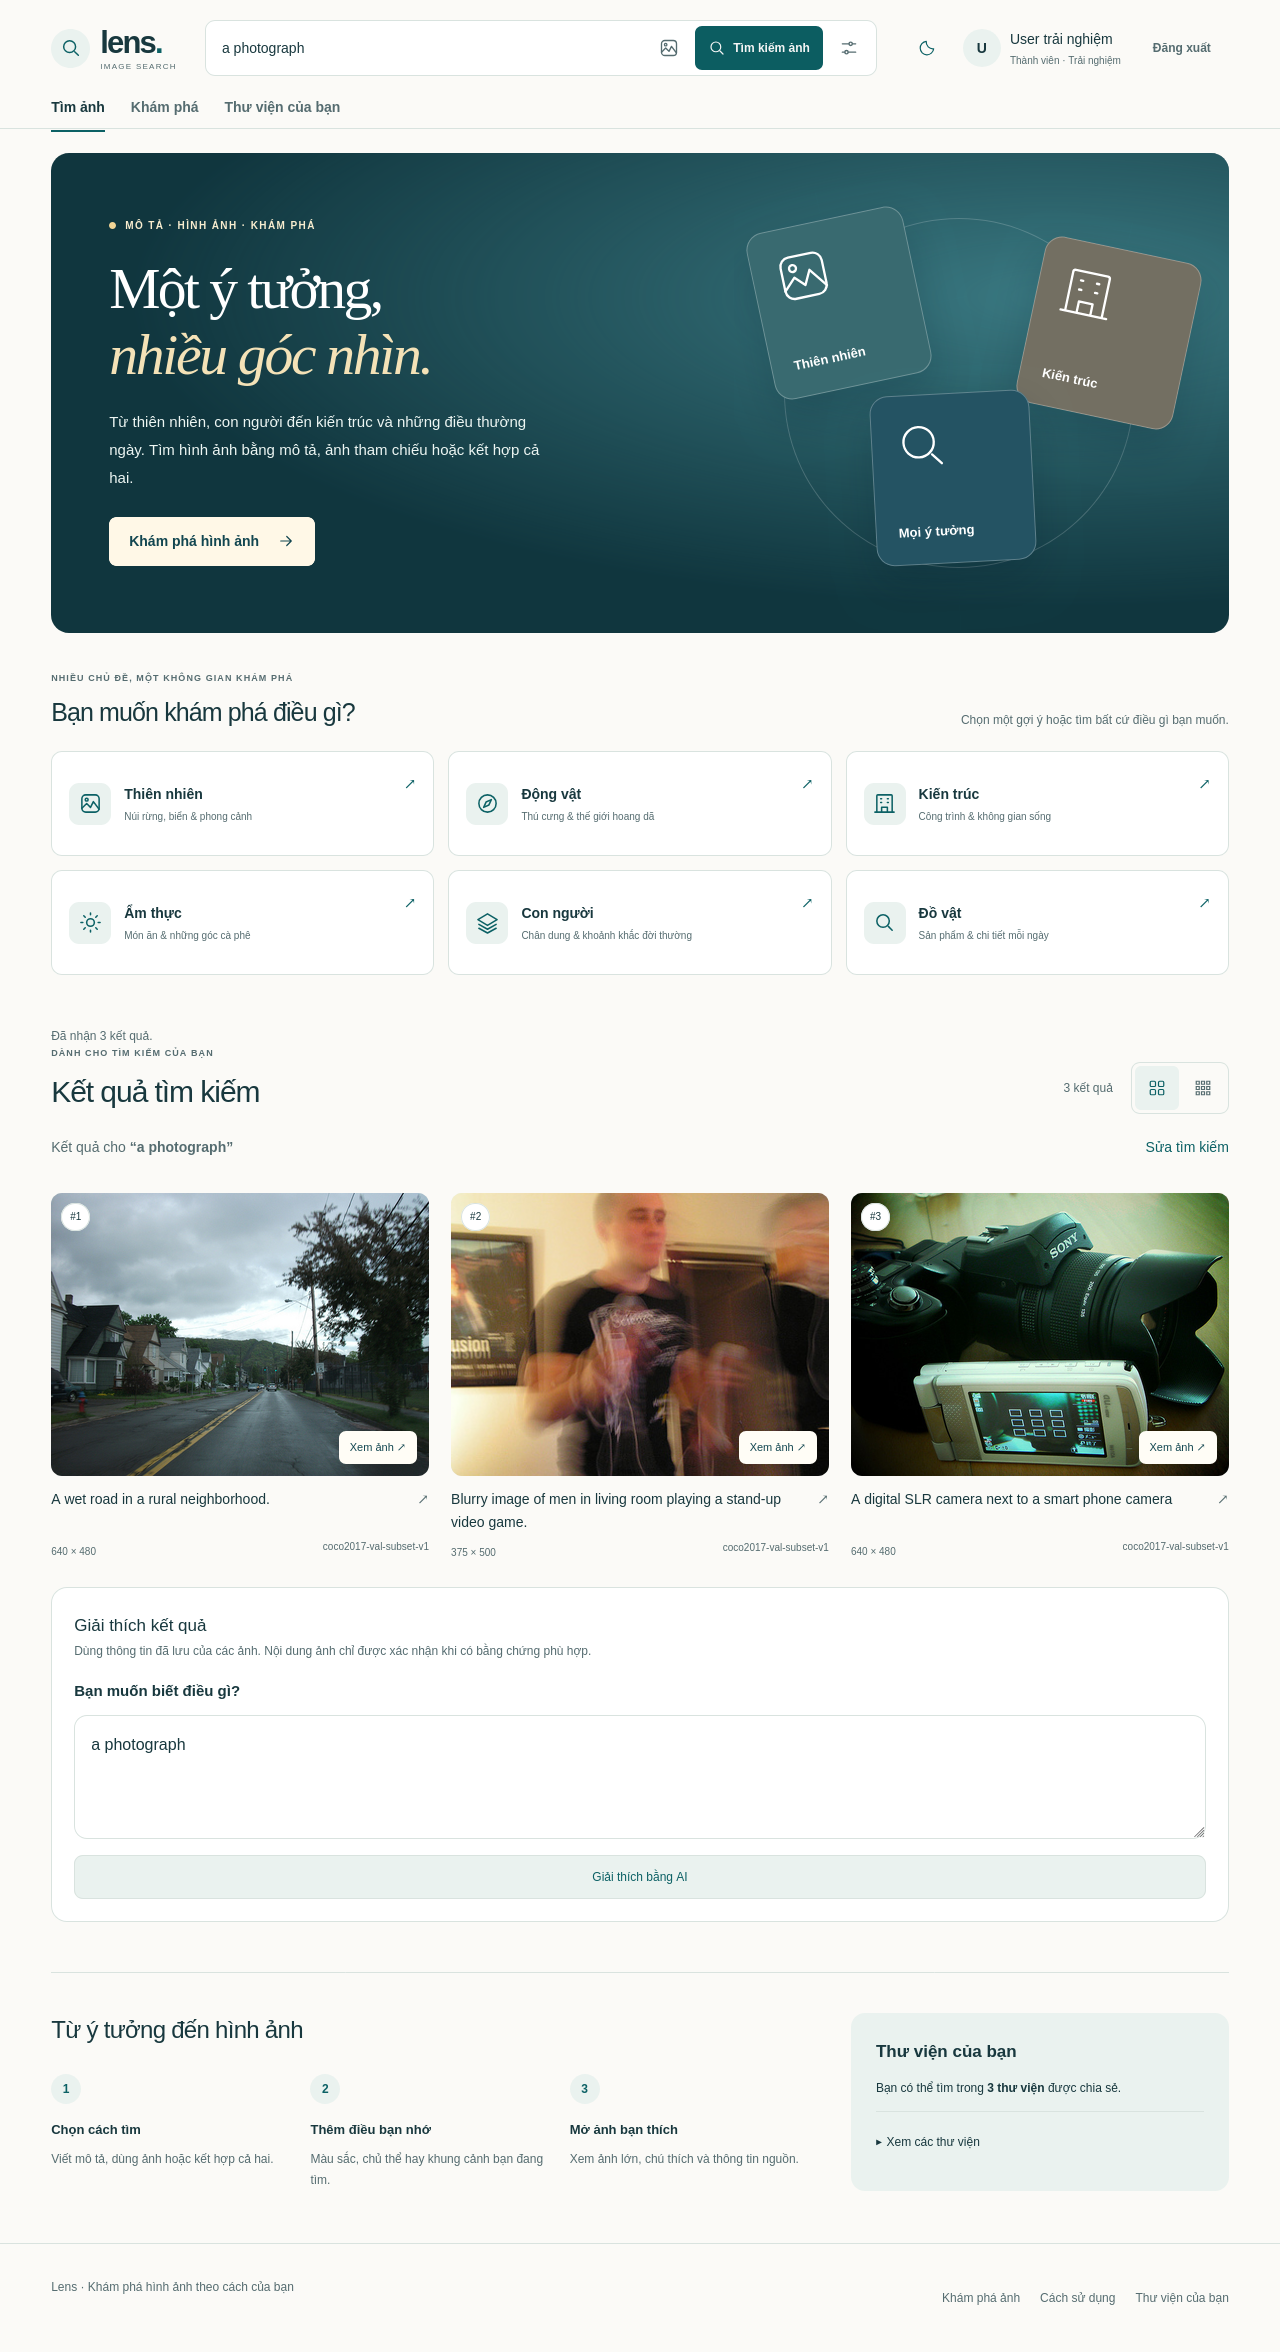 lens.
IMAGE SEARCH
a photograph
Tìm kiếm ảnh
U
User trải nghiệm
Thành viên · Trải nghiệm
Đăng xuất
Tìm ảnh
Khám phá
Thư viện của bạn
MÔ TẢ · HÌNH ẢNH · KHÁM PHÁ
Một ý tưởng,
nhiều góc nhìn.
Từ thiên nhiên, con người đến kiến trúc và những điều thường
ngày. Tìm hình ảnh bằng mô tả, ảnh tham chiếu hoặc kết hợp cả
hai.
Khám phá hình ảnh →
Thiên nhiên
Kiến trúc
Mọi ý tưởng
NHIỀU CHỦ ĐỀ, MỘT KHÔNG GIAN KHÁM PHÁ
Bạn muốn khám phá điều gì?
Chọn một gợi ý hoặc tìm bất cứ điều gì bạn muốn.
Thiên nhiên
Núi rừng, biển & phong cảnh
Động vật
Thú cưng & thế giới hoang dã
Kiến trúc
Công trình & không gian sống
Ẩm thực
Món ăn & những góc cà phê
Con người
Chân dung & khoảnh khắc đời thường
Đồ vật
Sản phẩm & chi tiết mỗi ngày
Đã nhận 3 kết quả.
DÀNH CHO TÌM KIẾM CỦA BẠN
Kết quả tìm kiếm
3 kết quả
Kết quả cho “a photograph”
Sửa tìm kiếm
#1
Xem ảnh ↗
#2
Xem ảnh ↗
#3
SONY
Xem ảnh ↗
A wet road in a rural neighborhood. ↗
640 × 480
coco2017-val-subset-v1
Blurry image of men in living room playing a stand-up ↗
video game.
375 × 500
coco2017-val-subset-v1
A digital SLR camera next to a smart phone camera ↗
640 × 480
coco2017-val-subset-v1
Giải thích kết quả
Dùng thông tin đã lưu của các ảnh. Nội dung ảnh chỉ được xác nhận khi có bằng chứng phù hợp.
Bạn muốn biết điều gì?
a photograph
Giải thích bằng AI
Từ ý tưởng đến hình ảnh
1
Chọn cách tìm
Viết mô tả, dùng ảnh hoặc kết hợp cả hai.
2
Thêm điều bạn nhớ
Màu sắc, chủ thể hay khung cảnh bạn đang
tìm.
3
Mở ảnh bạn thích
Xem ảnh lớn, chú thích và thông tin nguồn.
Thư viện của bạn
Bạn có thể tìm trong 3 thư viện được chia sẻ.
▸ Xem các thư viện
Lens · Khám phá hình ảnh theo cách của bạn
Khám phá ảnh
Cách sử dụng
Thư viện của bạn